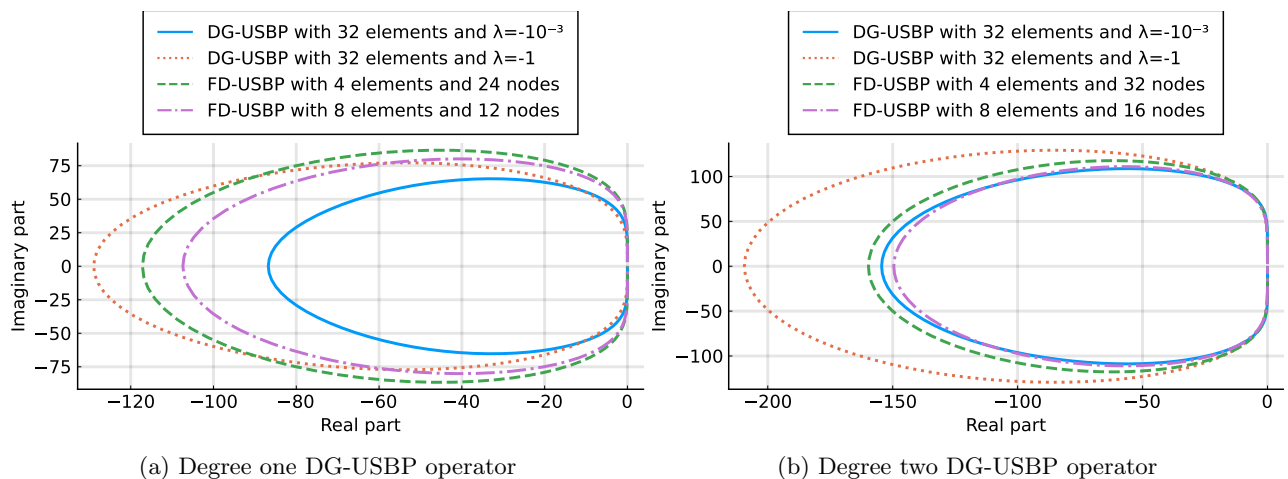 DG-USBP with 32 elements and λ=-10⁻³
DG-USBP with 32 elements and λ=-1
FD-USBP with 4 elements and 24 nodes
FD-USBP with 8 elements and 12 nodes
75
50
25
0
−25
−50
−75
Imaginary part
−120
−100
−80
−60
−40
−20
0
Real part
(a) Degree one DG-USBP operator
DG-USBP with 32 elements and λ=-10⁻³
DG-USBP with 32 elements and λ=-1
FD-USBP with 4 elements and 32 nodes
FD-USBP with 8 elements and 16 nodes
100
50
0
−50
−100
Imaginary part
−200
−150
−100
−50
0
Real part
(b) Degree two DG-USBP operator